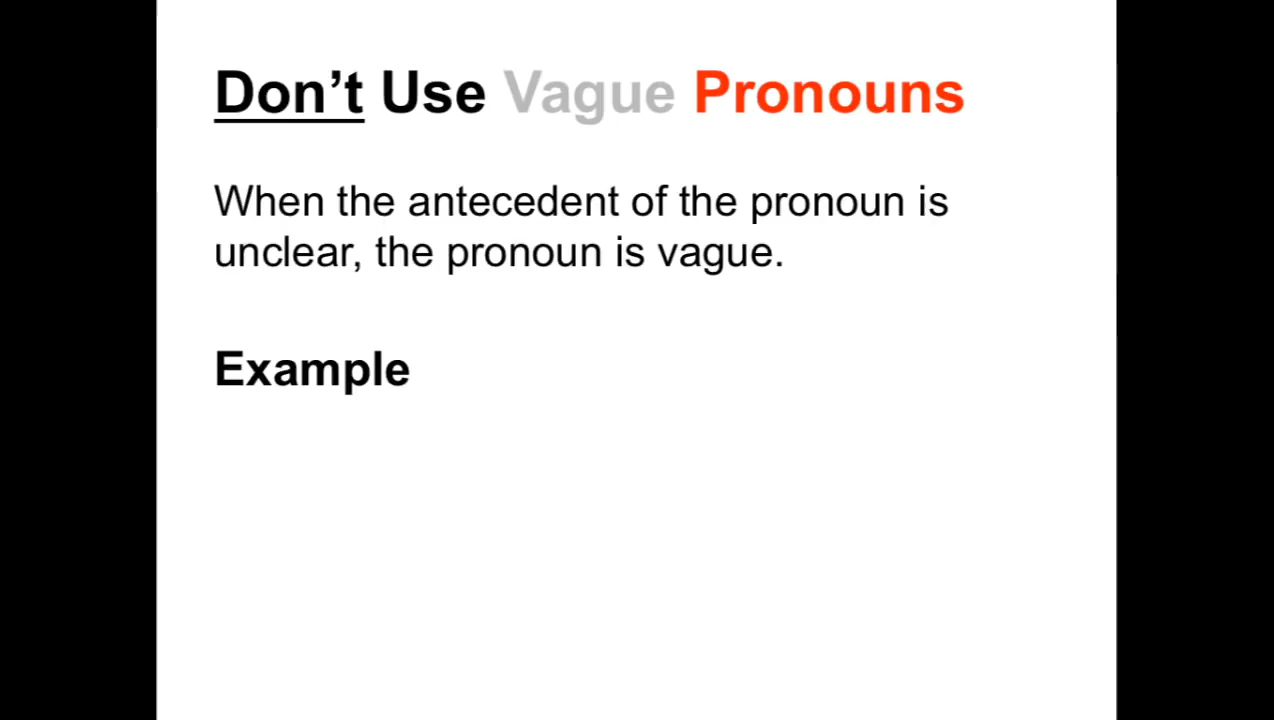 Don’t Use Vague Pronouns
When the antecedent of the pronoun is
unclear, the pronoun is vague.
Example